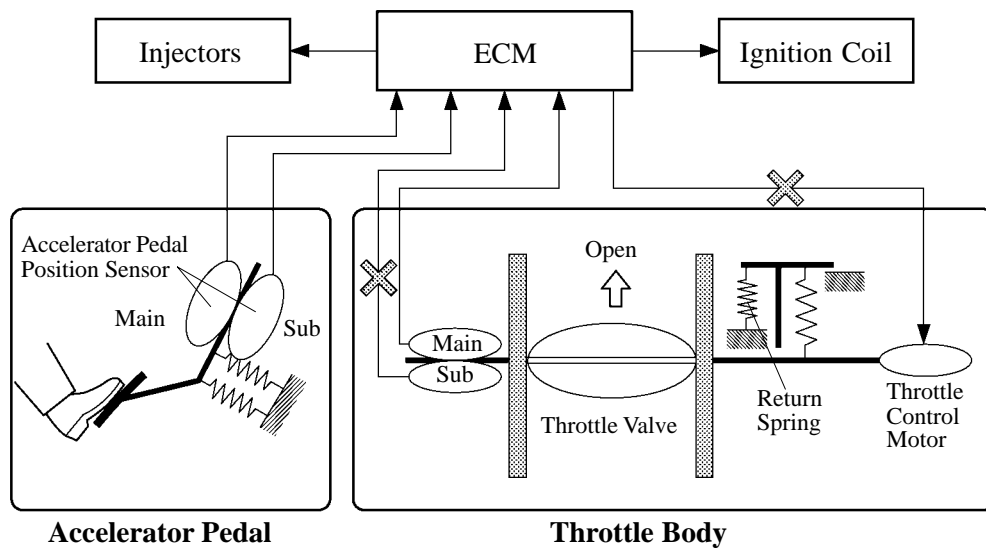 Injectors
ECM
Ignition Coil
Accelerator Pedal
Position Sensor
Main
Sub
Open
Main
Sub
Throttle Valve
Return
Spring
Throttle
Control
Motor
Accelerator Pedal
Throttle Body